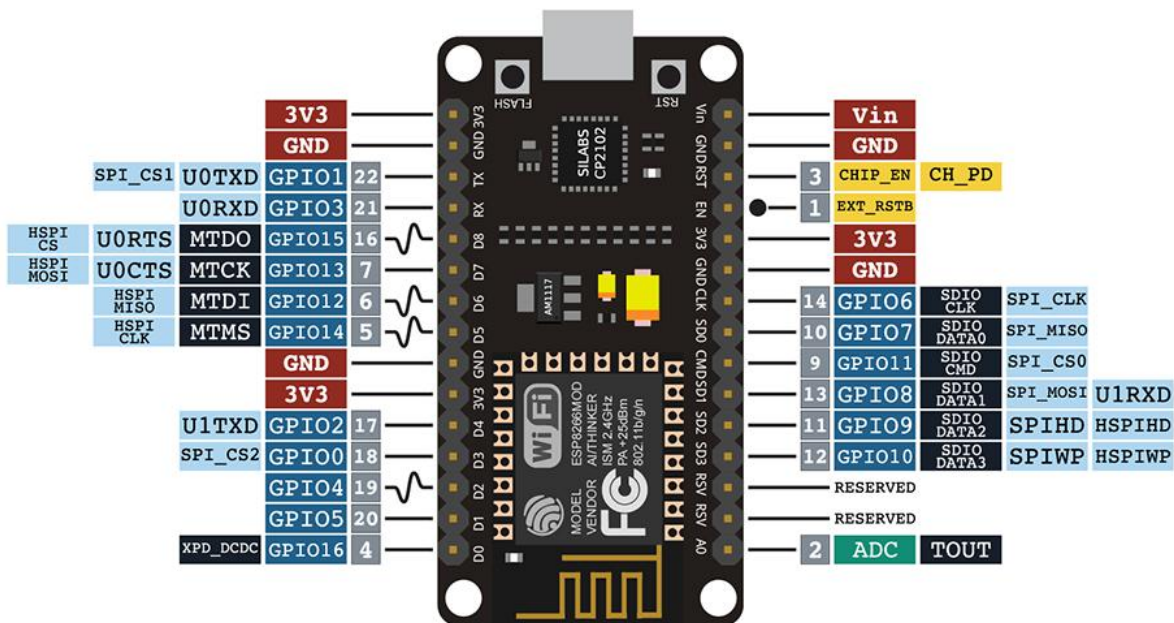 FLASH RST
3V3 3V3 Vin Vin
GND GND GND GND
SPI_CS1 U0TXD GPIO1 22 TX RST 3 CHIP_EN CH_PD
U0RXD GPIO3 21 RX EN 1 EXT_RSTB
HSPI CS U0RTS MTDO GPIO15 16 D8 3V3 3V3
HSPI MOSI U0CTS MTCK GPIO13 7 D7 GND GND
HSPI MISO MTDI GPIO12 6 D6 CLK 14 GPIO6 SDIO CLK SPI_CLK
HSPI CLK MTMS GPIO14 5 D5 SD0 10 GPIO7 SDIO DATA0 SPI_MISO
GND GND CMD 9 GPIO11 SDIO CMD SPI_CS0
3V3 3V3 SD1 13 GPIO8 SDIO DATA1 SPI_MOSI U1RXD
U1TXD GPIO2 17 D4 SD2 11 GPIO9 SDIO DATA2 SPIHD HSPIHD
SPI_CS2 GPIO0 18 D3 SD3 12 GPIO10 SDIO DATA3 SPIWP HSPIWP
GPIO4 19 D2 RSV RESERVED
GPIO5 20 D1 RSV RESERVED
XPD_DCDC GPIO16 4 D0 A0 2 ADC TOUT
SILABS
CP2102
AM1117
WiFi
ESP8266MOD
AI/THINKER
ISM 2.4GHz
PA +25dBm
802.11b/g/n
MODEL
VENDOR
FC